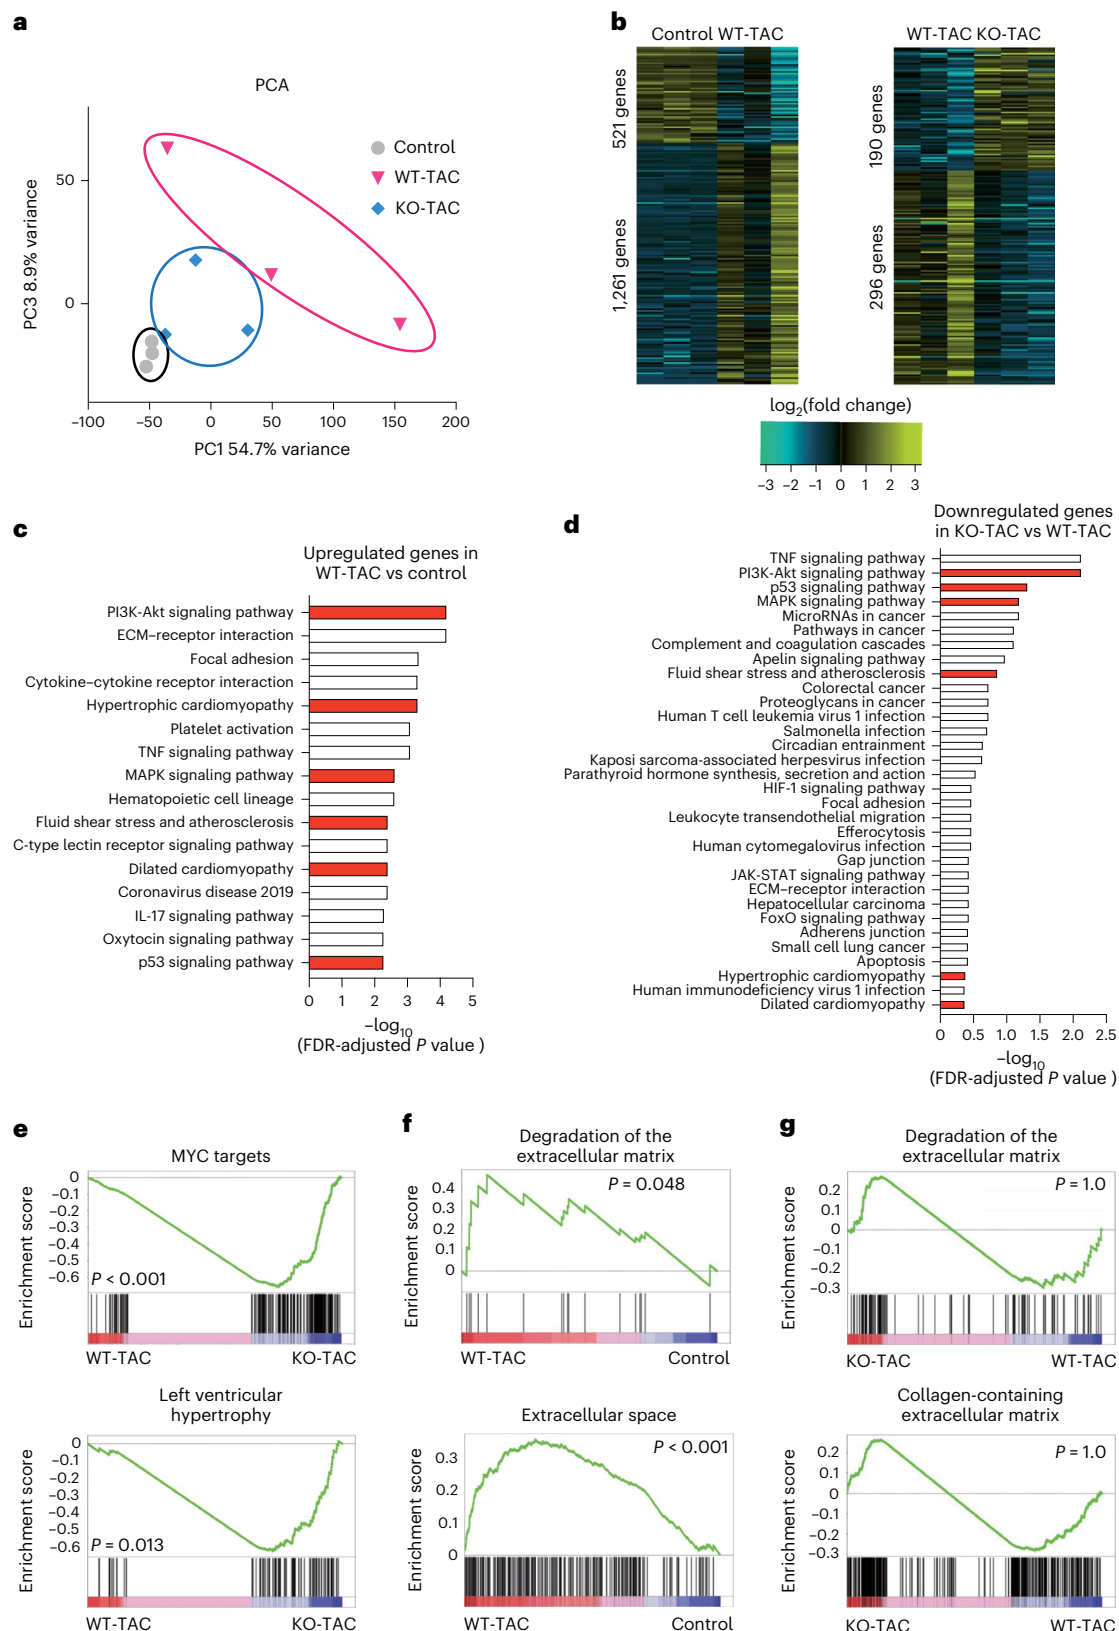 a
PCA
Control
WT-TAC
KO-TAC
PC3 8.9% variance
50
0
–100
–50
0
50
100
150
200
PC1 54.7% variance
b
Control WT-TAC
WT-TAC KO-TAC
521 genes
1,261 genes
190 genes
296 genes
log2(fold change)
–3 –2 –1 0 1 2 3
c
Upregulated genes in
WT-TAC vs control
PI3K-Akt signaling pathway
ECM–receptor interaction
Focal adhesion
Cytokine–cytokine receptor interaction
Hypertrophic cardiomyopathy
Platelet activation
TNF signaling pathway
MAPK signaling pathway
Hematopoietic cell lineage
Fluid shear stress and atherosclerosis
C-type lectin receptor signaling pathway
Dilated cardiomyopathy
Coronavirus disease 2019
IL-17 signaling pathway
Oxytocin signaling pathway
p53 signaling pathway
0 1 2 3 4 5
–log10
(FDR-adjusted P value )
d
Downregulated genes
in KO-TAC vs WT-TAC
TNF signaling pathway
PI3K-Akt signaling pathway
p53 signaling pathway
MAPK signaling pathway
MicroRNAs in cancer
Pathways in cancer
Complement and coagulation cascades
Apelin signaling pathway
Fluid shear stress and atherosclerosis
Colorectal cancer
Proteoglycans in cancer
Human T cell leukemia virus 1 infection
Salmonella infection
Circadian entrainment
Kaposi sarcoma-associated herpesvirus infection
Parathyroid hormone synthesis, secretion and action
HIF-1 signaling pathway
Focal adhesion
Leukocyte transendothelial migration
Efferocytosis
Human cytomegalovirus infection
Gap junction
JAK-STAT signaling pathway
ECM–receptor interaction
Hepatocellular carcinoma
FoxO signaling pathway
Adherens junction
Small cell lung cancer
Apoptosis
Hypertrophic cardiomyopathy
Human immunodeficiency virus 1 infection
Dilated cardiomyopathy
0 0.5 1.0 1.5 2.0 2.5
–log10
(FDR-adjusted P value )
e
MYC targets
Enrichment score
0
–0.1
–0.2
–0.3
–0.4
–0.5
–0.6
P < 0.001
WT-TAC KO-TAC
Left ventricular
hypertrophy
Enrichment score
0
–0.1
–0.2
–0.3
–0.4
–0.5
–0.6
P = 0.013
WT-TAC KO-TAC
f
Degradation of the
extracellular matrix
Enrichment score
0.4
0.3
0.2
0.1
0
P = 0.048
WT-TAC Control
Extracellular space
Enrichment score
0.3
0.2
0.1
0
P < 0.001
WT-TAC Control
g
Degradation of the
extracellular matrix
Enrichment score
0.2
0.1
0
–0.1
–0.2
–0.3
P = 1.0
KO-TAC WT-TAC
Collagen-containing
extracellular matrix
Enrichment score
0.2
0.1
0
–0.1
–0.2
–0.3
P = 1.0
KO-TAC WT-TAC